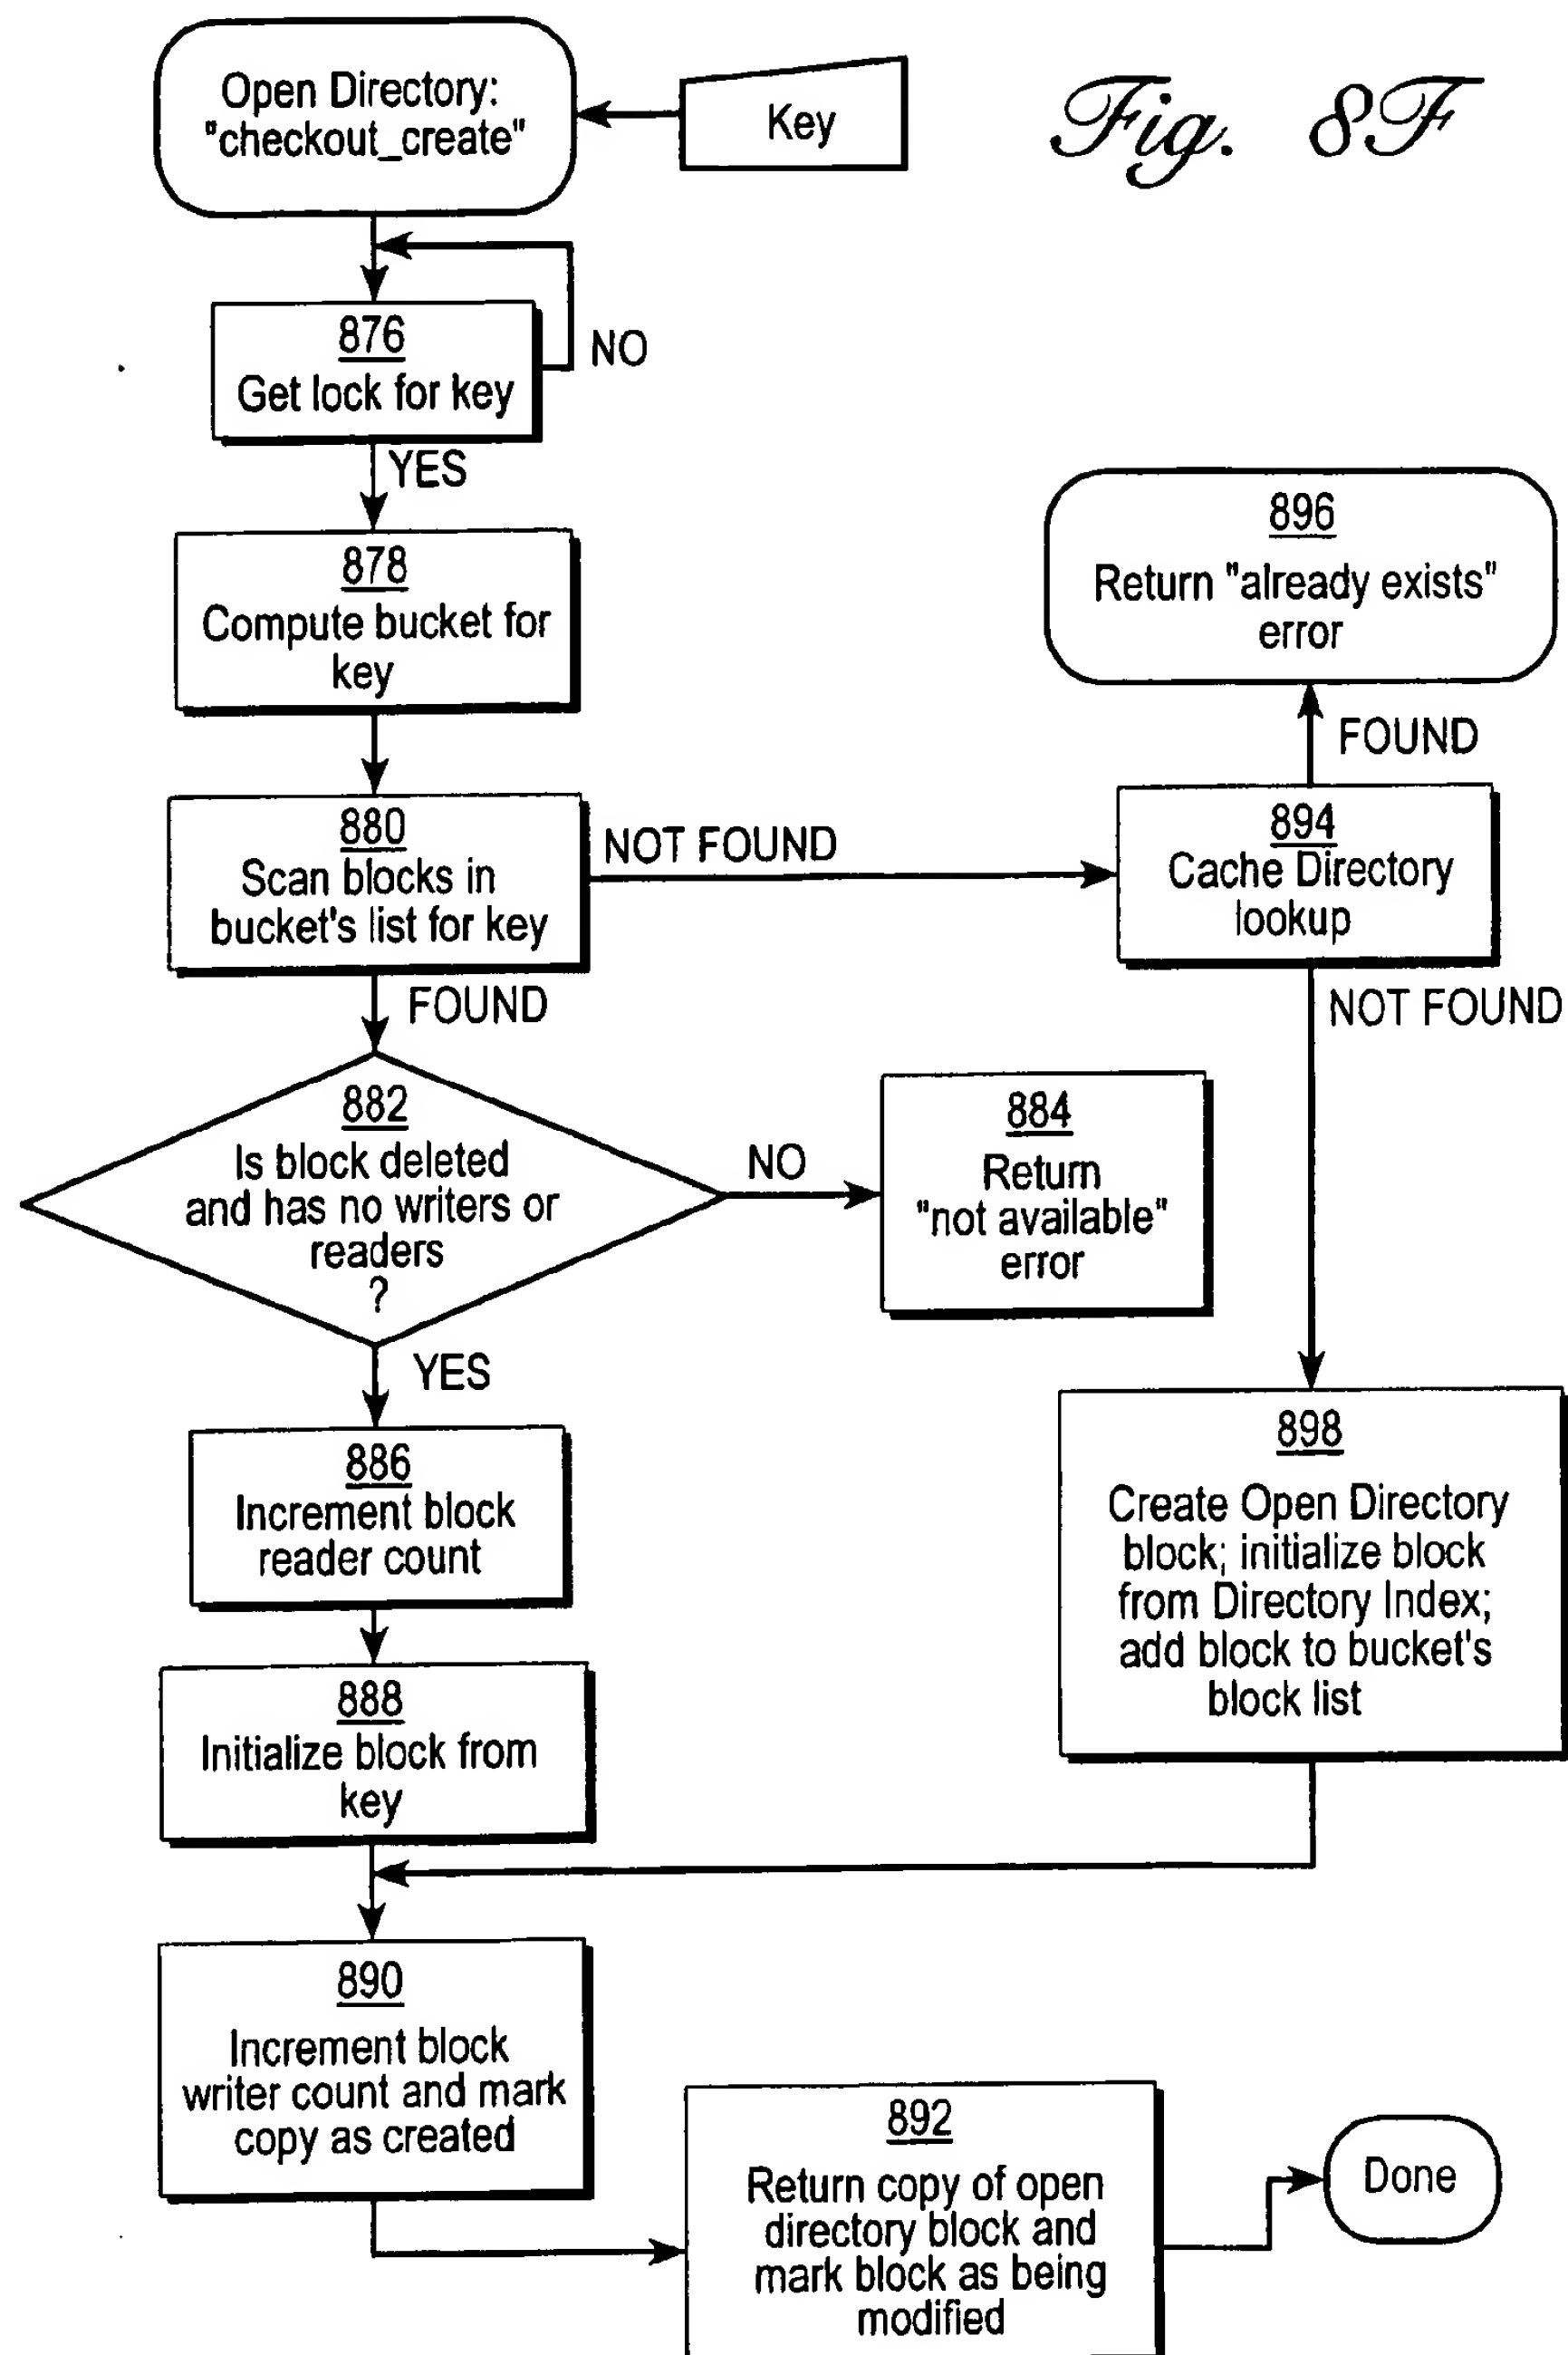 Open Directory:
"checkout_create"
Key
Fig. 8F
876
Get lock for key
NO
YES
878
Compute bucket for
key
896
Return "already exists"
error
FOUND
880
Scan blocks in
bucket's list for key
NOT FOUND
894
Cache Directory
lookup
FOUND
NOT FOUND
882
Is block deleted
and has no writers or
readers
?
NO
884
Return
"not available"
error
YES
886
Increment block
reader count
898
Create Open Directory
block; initialize block
from Directory Index;
add block to bucket's
block list
888
Initialize block from
key
890
Increment block
writer count and mark
copy as created
892
Return copy of open
directory block and
mark block as being
modified
Done